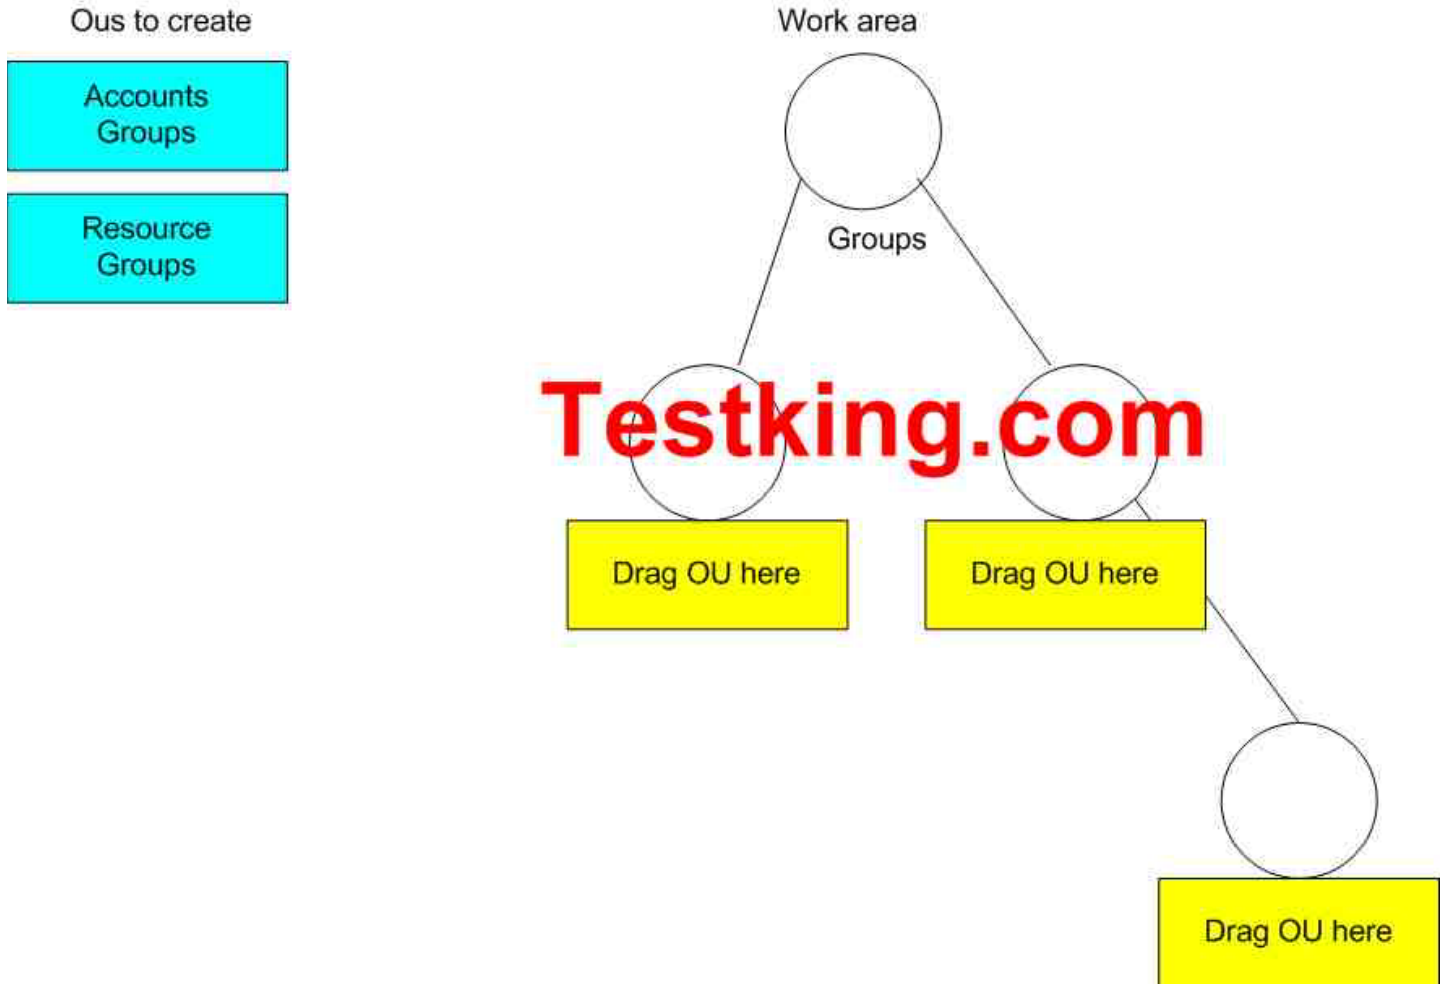 Ous to create
Work area
Accounts
Groups
Resource
Groups
Groups
Testking.com
Drag OU here
Drag OU here
Drag OU here